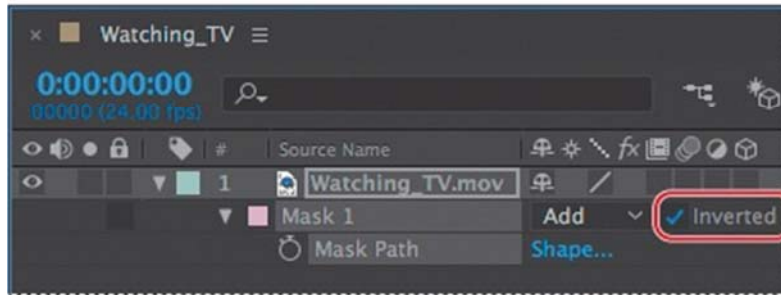 × Watching_TV ≡
0:00:00:00
00000 (24.00 fps)
# Source Name fx
1 Watching_TV.mov
Mask 1 Add Inverted
Mask Path Shape...